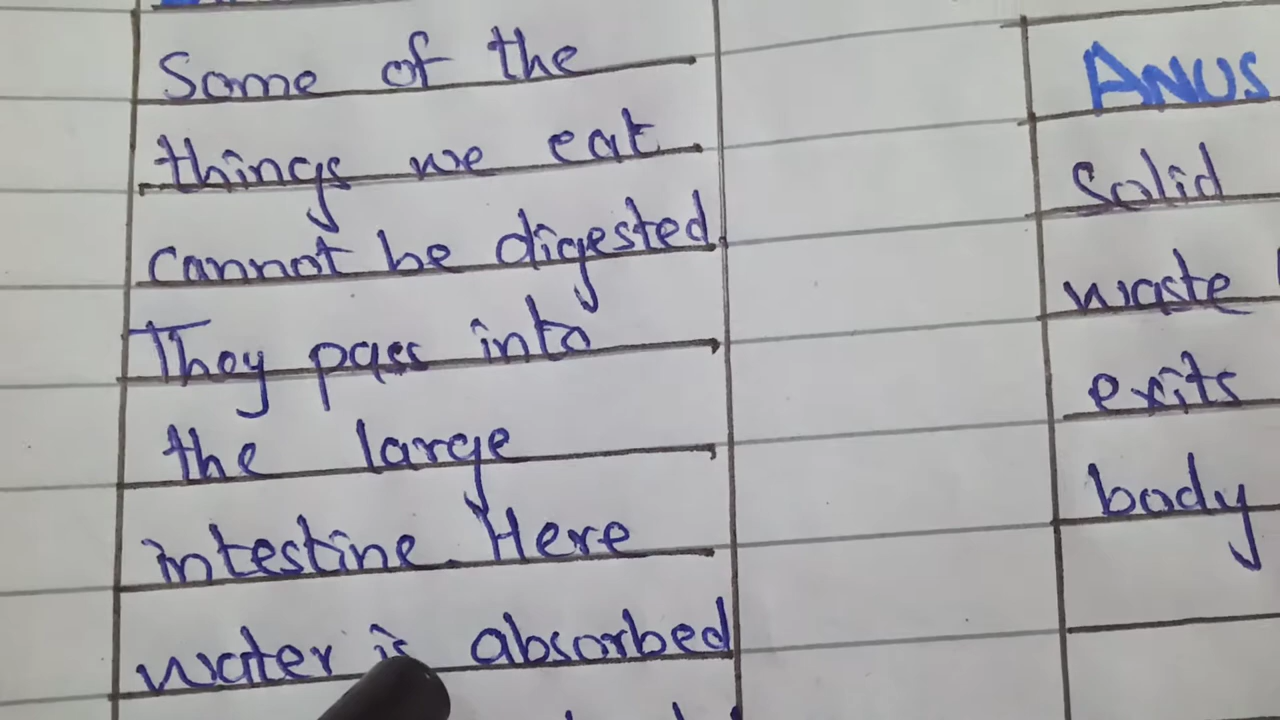 Some of the
things we eat
cannot be digested
They pass into
the large
intestine. Here
water is absorbed
ANUS
Solid
waste
exits
body